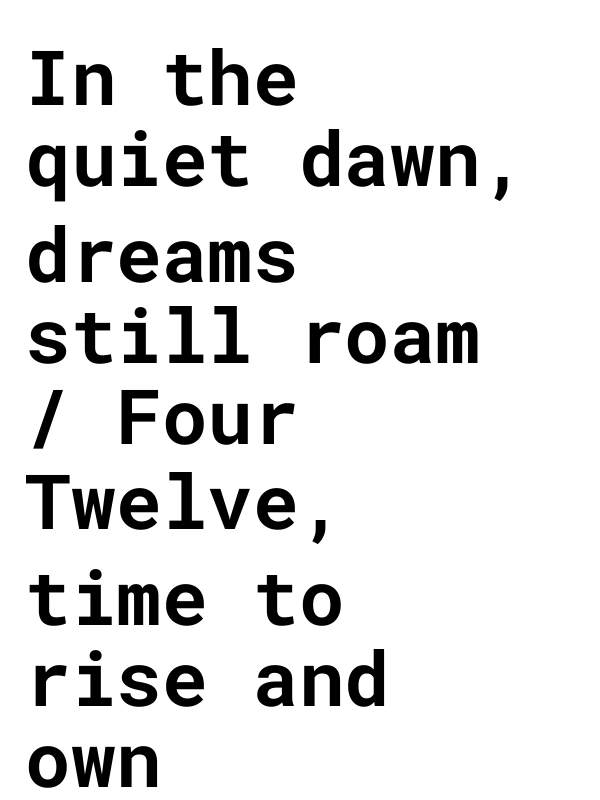 In the
quiet dawn,
dreams
still roam
/ Four
Twelve,
time to
rise and
own